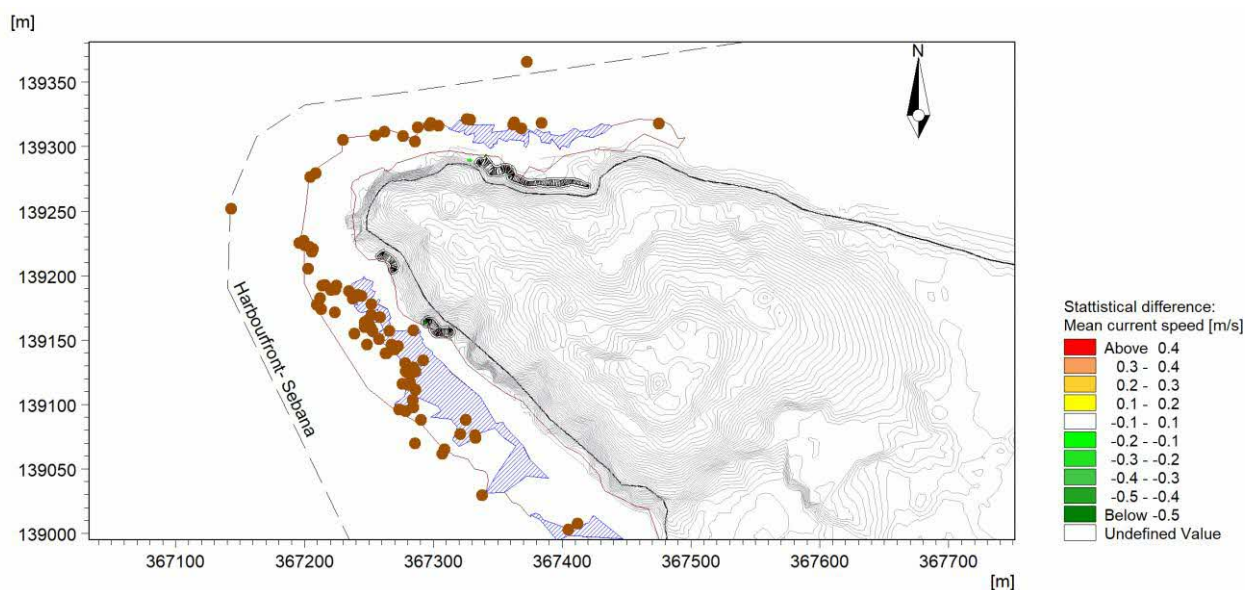 [m]
N
139350
139300
139250
139200
139150
139100
139050
139000
Harbourfront- Sebana
367100 367200 367300 367400 367500 367600 367700
[m]
Stattistical difference:
Mean current speed [m/s]
Above 0.4
0.3 - 0.4
0.2 - 0.3
0.1 - 0.2
-0.1 - 0.1
-0.2 - -0.1
-0.3 - -0.2
-0.4 - -0.3
-0.5 - -0.4
Below -0.5
Undefined Value